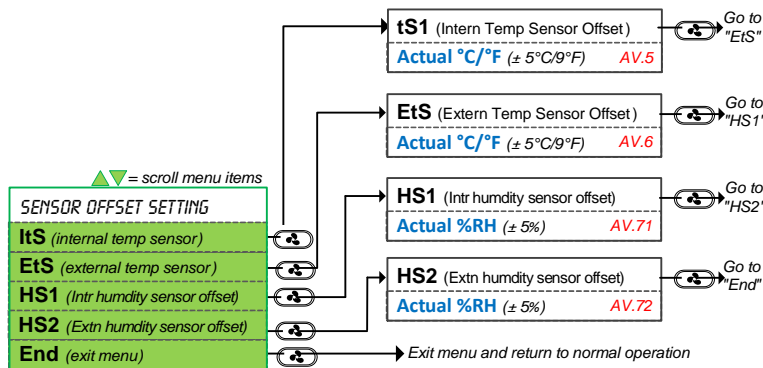 tS1 (Intern Temp Sensor Offset)
Actual °C/°F (± 5°C/9°F) AV.5
Go to
"EtS"
EtS (Extern Temp Sensor Offset)
Actual °C/°F (± 5°C/9°F) AV.6
Go to
"HS1'
= scroll menu items
SENSOR OFFSET SETTING
ItS (internal temp sensor)
EtS (external temp sensor)
HS1 (Intr humdity sensor offset)
HS2 (Extn humdity sensor offset)
End (exit menu)
HS1 (Intr humdity sensor offset)
Actual %RH (± 5%) AV.71
Go to
"HS2'
HS2 (Extn humdity sensor offset)
Actual %RH (± 5%) AV.72
Go to
"End"
Exit menu and return to normal operation